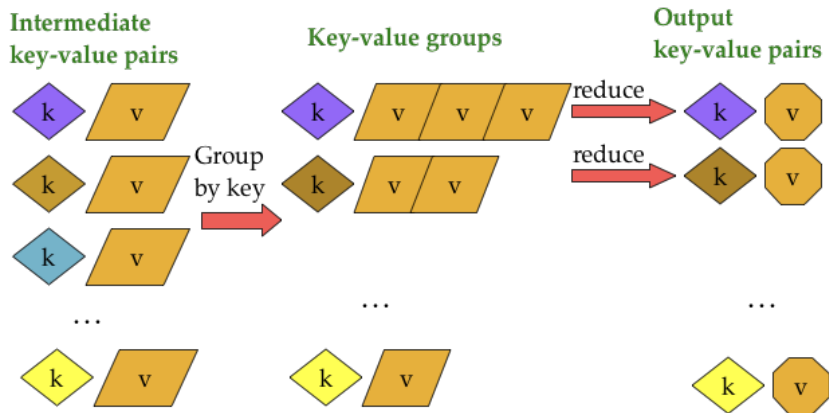 Intermediate
key-value pairs
k v
k v
k v
...
k v
Group
by key
Key-value groups
k v v v
k v v
...
k v
reduce
reduce
Output
key-value pairs
k v
k v
...
k v